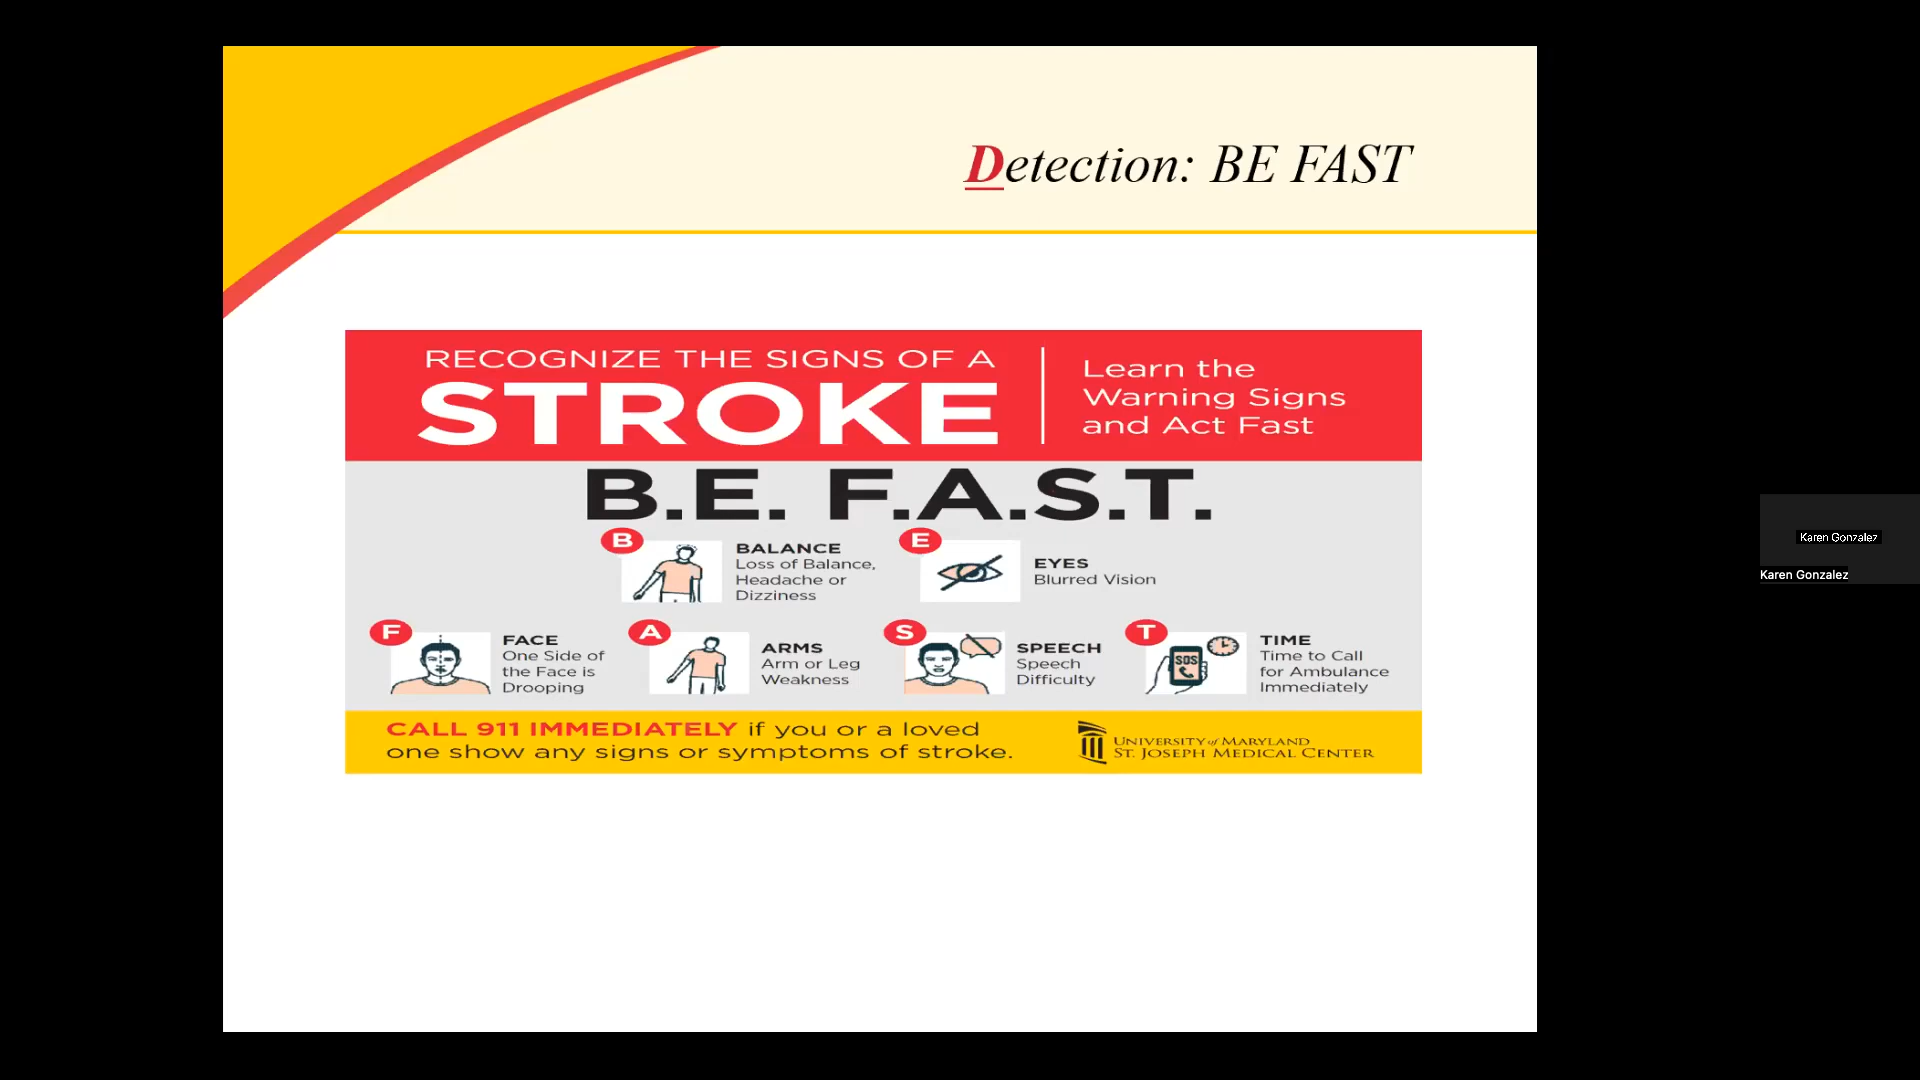 Detection: BE FAST
RECOGNIZE THE SIGNS OF A
STROKE
Learn the
Warning Signs
and Act Fast
B.E. F.A.S.T.
B
BALANCE
Loss of Balance,
Headache or
Dizziness
E
EYES
Blurred Vision
F
FACE
One Side of
the Face is
Drooping
A
ARMS
Arm or Leg
Weakness
S
SPEECH
Speech
Difficulty
T
SOS
TIME
Time to Call
for Ambulance
Immediately
CALL 911 IMMEDIATELY if you or a loved
one show any signs or symptoms of stroke.
UNIVERSITY of MARYLAND
ST. JOSEPH MEDICAL CENTER
Karen Gonzalez
Karen Gonzalez